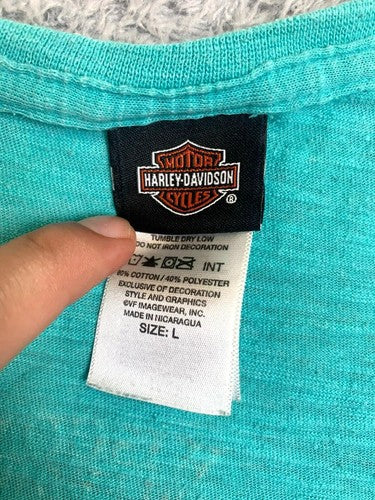 MOTOR
HARLEY-DAVIDSON
CYCLES
®
TUMBLE DRY LOW
DO NOT IRON DECORATION
INT
60% COTTON / 40% POLYESTER
EXCLUSIVE OF DECORATION
STYLE AND GRAPHICS
©VF IMAGEWEAR, INC.
MADE IN NICARAGUA
SIZE: L